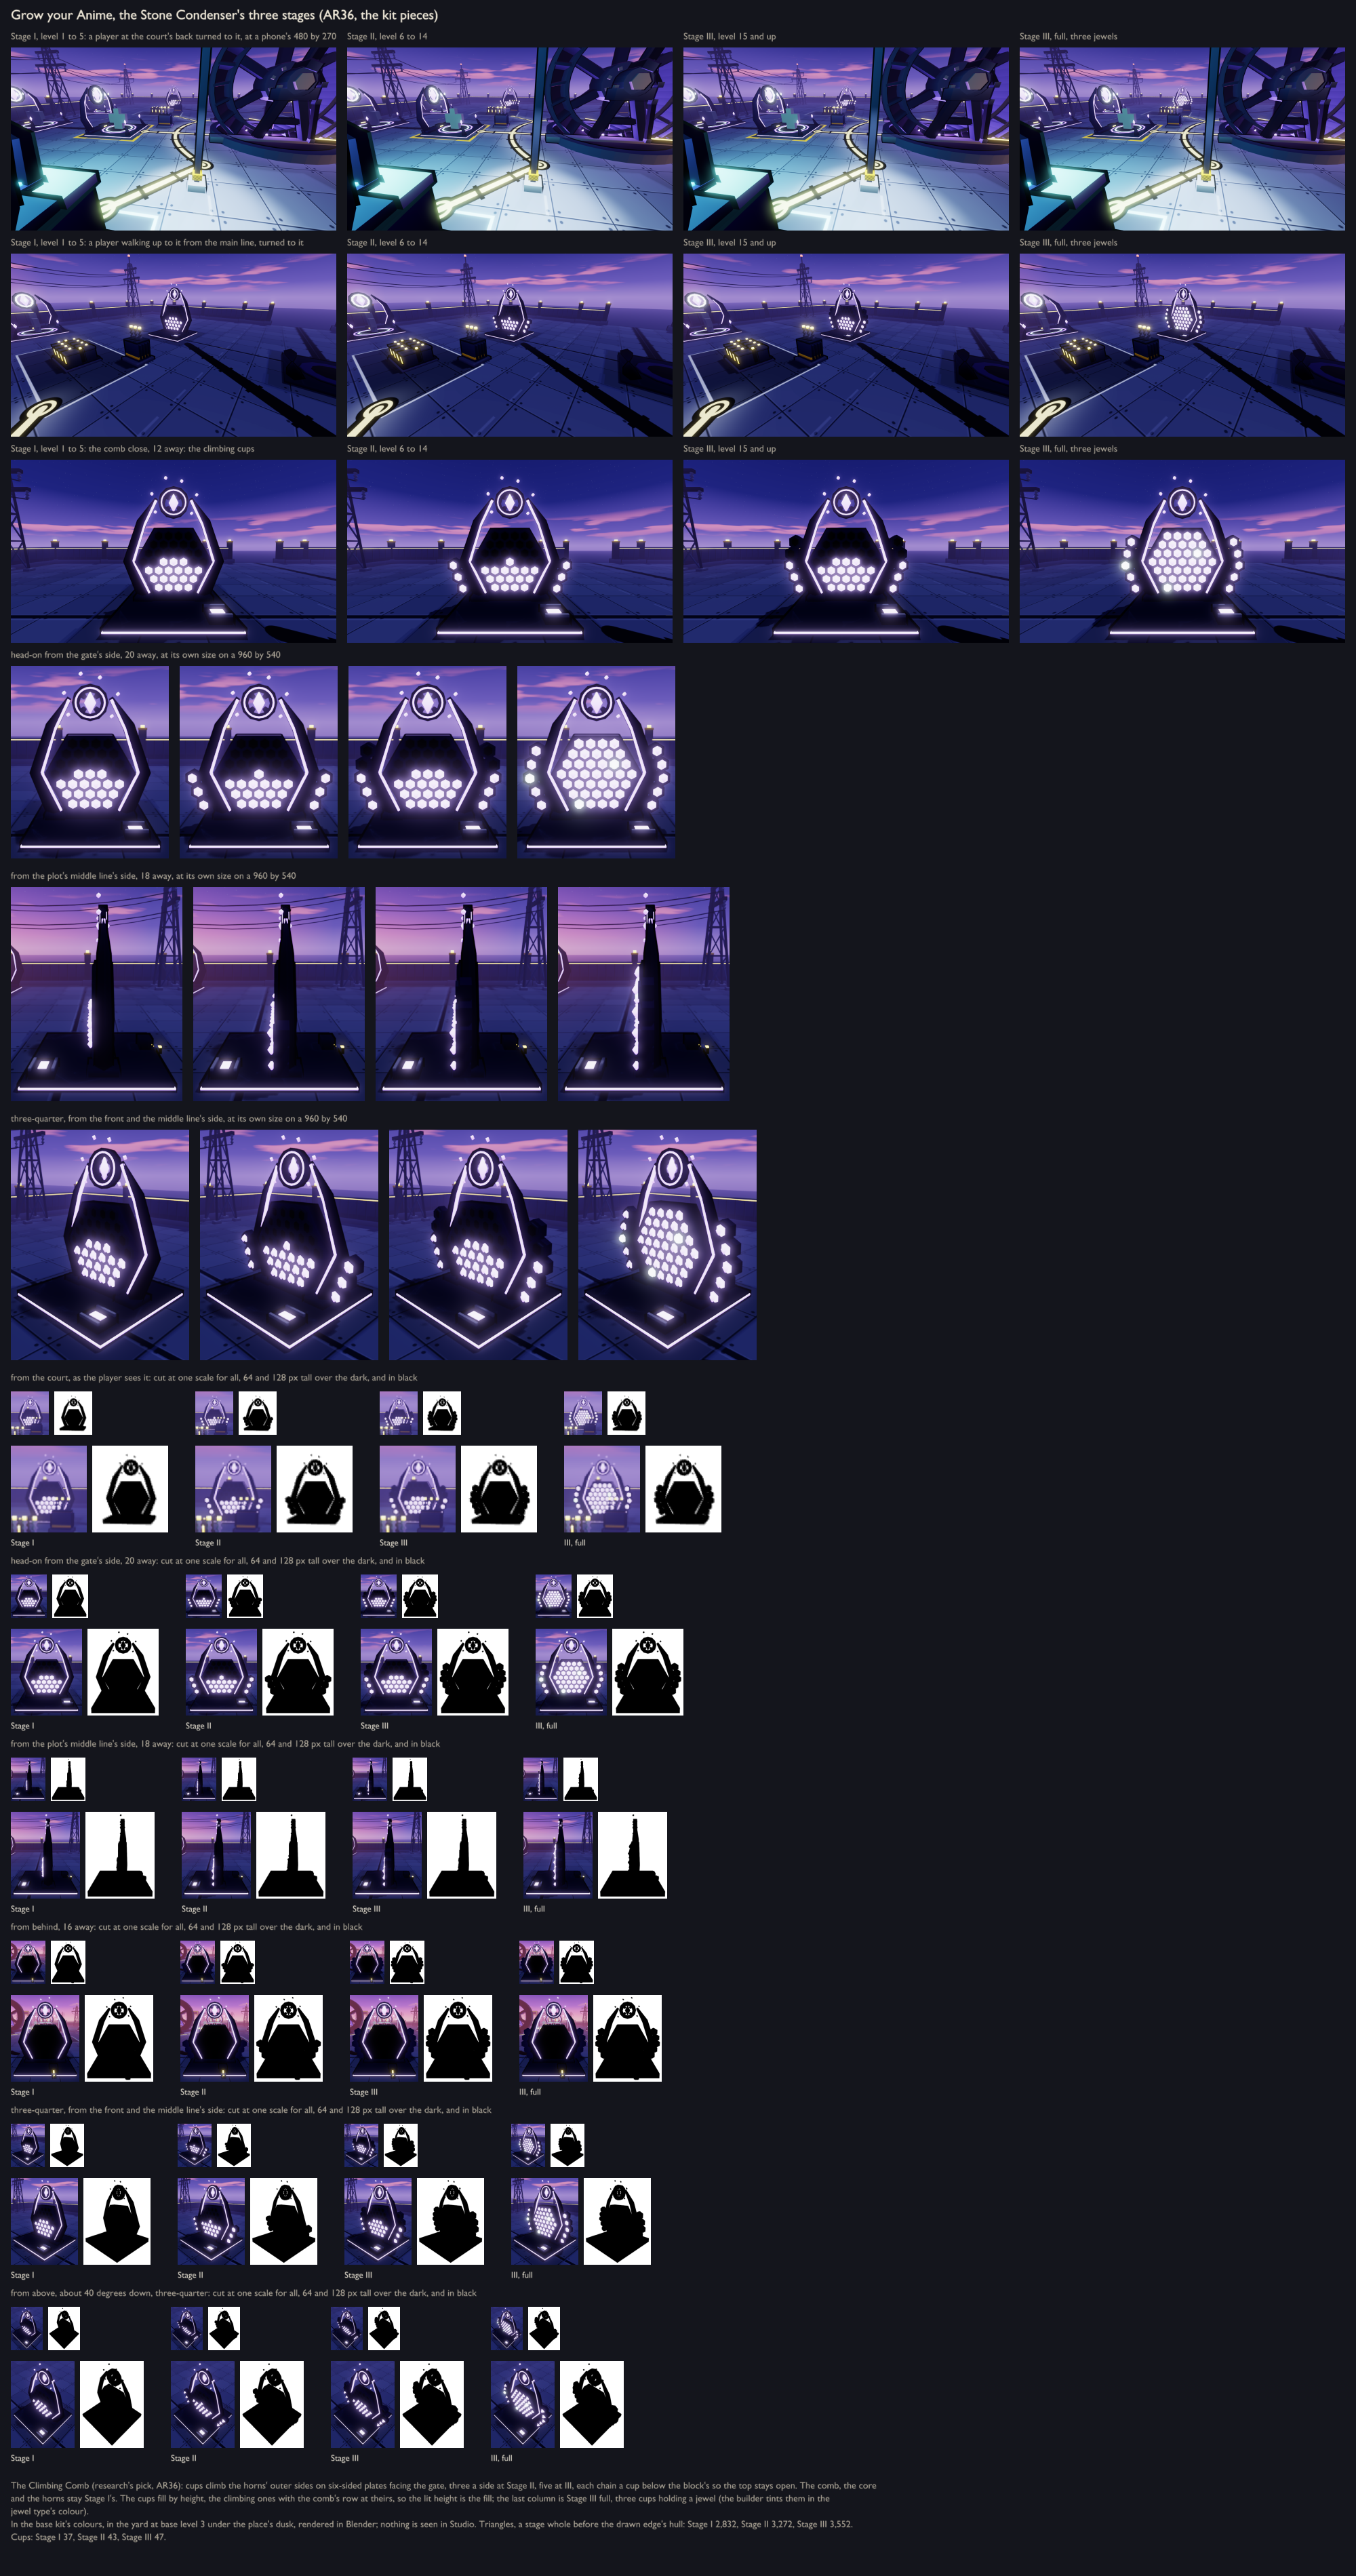 Grow your Anime, the Stone Condenser's three stages (AR36, the kit pieces)
Stage I, level 1 to 5: a player at the court's back turned to it, at a phone's 480 by 270
Stage II, level 6 to 14
Stage III, level 15 and up
Stage III, full, three jewels
Stage I, level 1 to 5: a player walking up to it from the main line, turned to it
Stage II, level 6 to 14
Stage III, level 15 and up
Stage III, full, three jewels
Stage I, level 1 to 5: the comb close, 12 away: the climbing cups
Stage II, level 6 to 14
Stage III, level 15 and up
Stage III, full, three jewels
head-on from the gate's side, 20 away, at its own size on a 960 by 540
from the plot's middle line's side, 18 away, at its own size on a 960 by 540
three-quarter, from the front and the middle line's side, at its own size on a 960 by 540
from the court, as the player sees it: cut at one scale for all, 64 and 128 px tall over the dark, and in black
Stage I
Stage II
Stage III
III, full
head-on from the gate's side, 20 away: cut at one scale for all, 64 and 128 px tall over the dark, and in black
Stage I
Stage II
Stage III
III, full
from the plot's middle line's side, 18 away: cut at one scale for all, 64 and 128 px tall over the dark, and in black
Stage I
Stage II
Stage III
III, full
from behind, 16 away: cut at one scale for all, 64 and 128 px tall over the dark, and in black
Stage I
Stage II
Stage III
III, full
three-quarter, from the front and the middle line's side: cut at one scale for all, 64 and 128 px tall over the dark, and in black
Stage I
Stage II
Stage III
III, full
from above, about 40 degrees down, three-quarter: cut at one scale for all, 64 and 128 px tall over the dark, and in black
Stage I
Stage II
Stage III
III, full
The Climbing Comb (research's pick, AR36): cups climb the horns' outer sides on six-sided plates facing the gate, three a side at Stage II, five at III, each chain a cup below the block's so the top stays open. The comb, the core
and the horns stay Stage I's. The cups fill by height, the climbing ones with the comb's row at theirs, so the lit height is the fill; the last column is Stage III full, three cups holding a jewel (the builder tints them in the
jewel type's colour).
In the base kit's colours, in the yard at base level 3 under the place's dusk, rendered in Blender; nothing is seen in Studio. Triangles, a stage whole before the drawn edge's hull: Stage I 2,832, Stage II 3,272, Stage III 3,552.
Cups: Stage I 37, Stage II 43, Stage III 47.